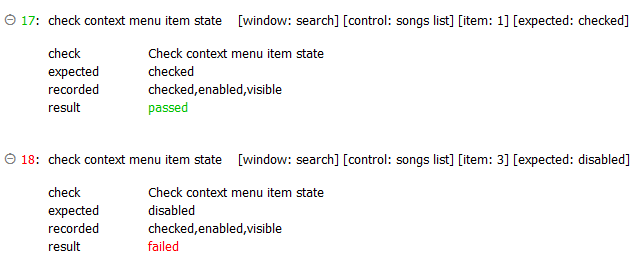 17: check context menu item state [window: search] [control: songs list] [item: 1] [expected: checked]
check Check context menu item state
expected checked
recorded checked,enabled,visible
result passed
18: check context menu item state [window: search] [control: songs list] [item: 3] [expected: disabled]
check Check context menu item state
expected disabled
recorded checked,enabled,visible
result failed